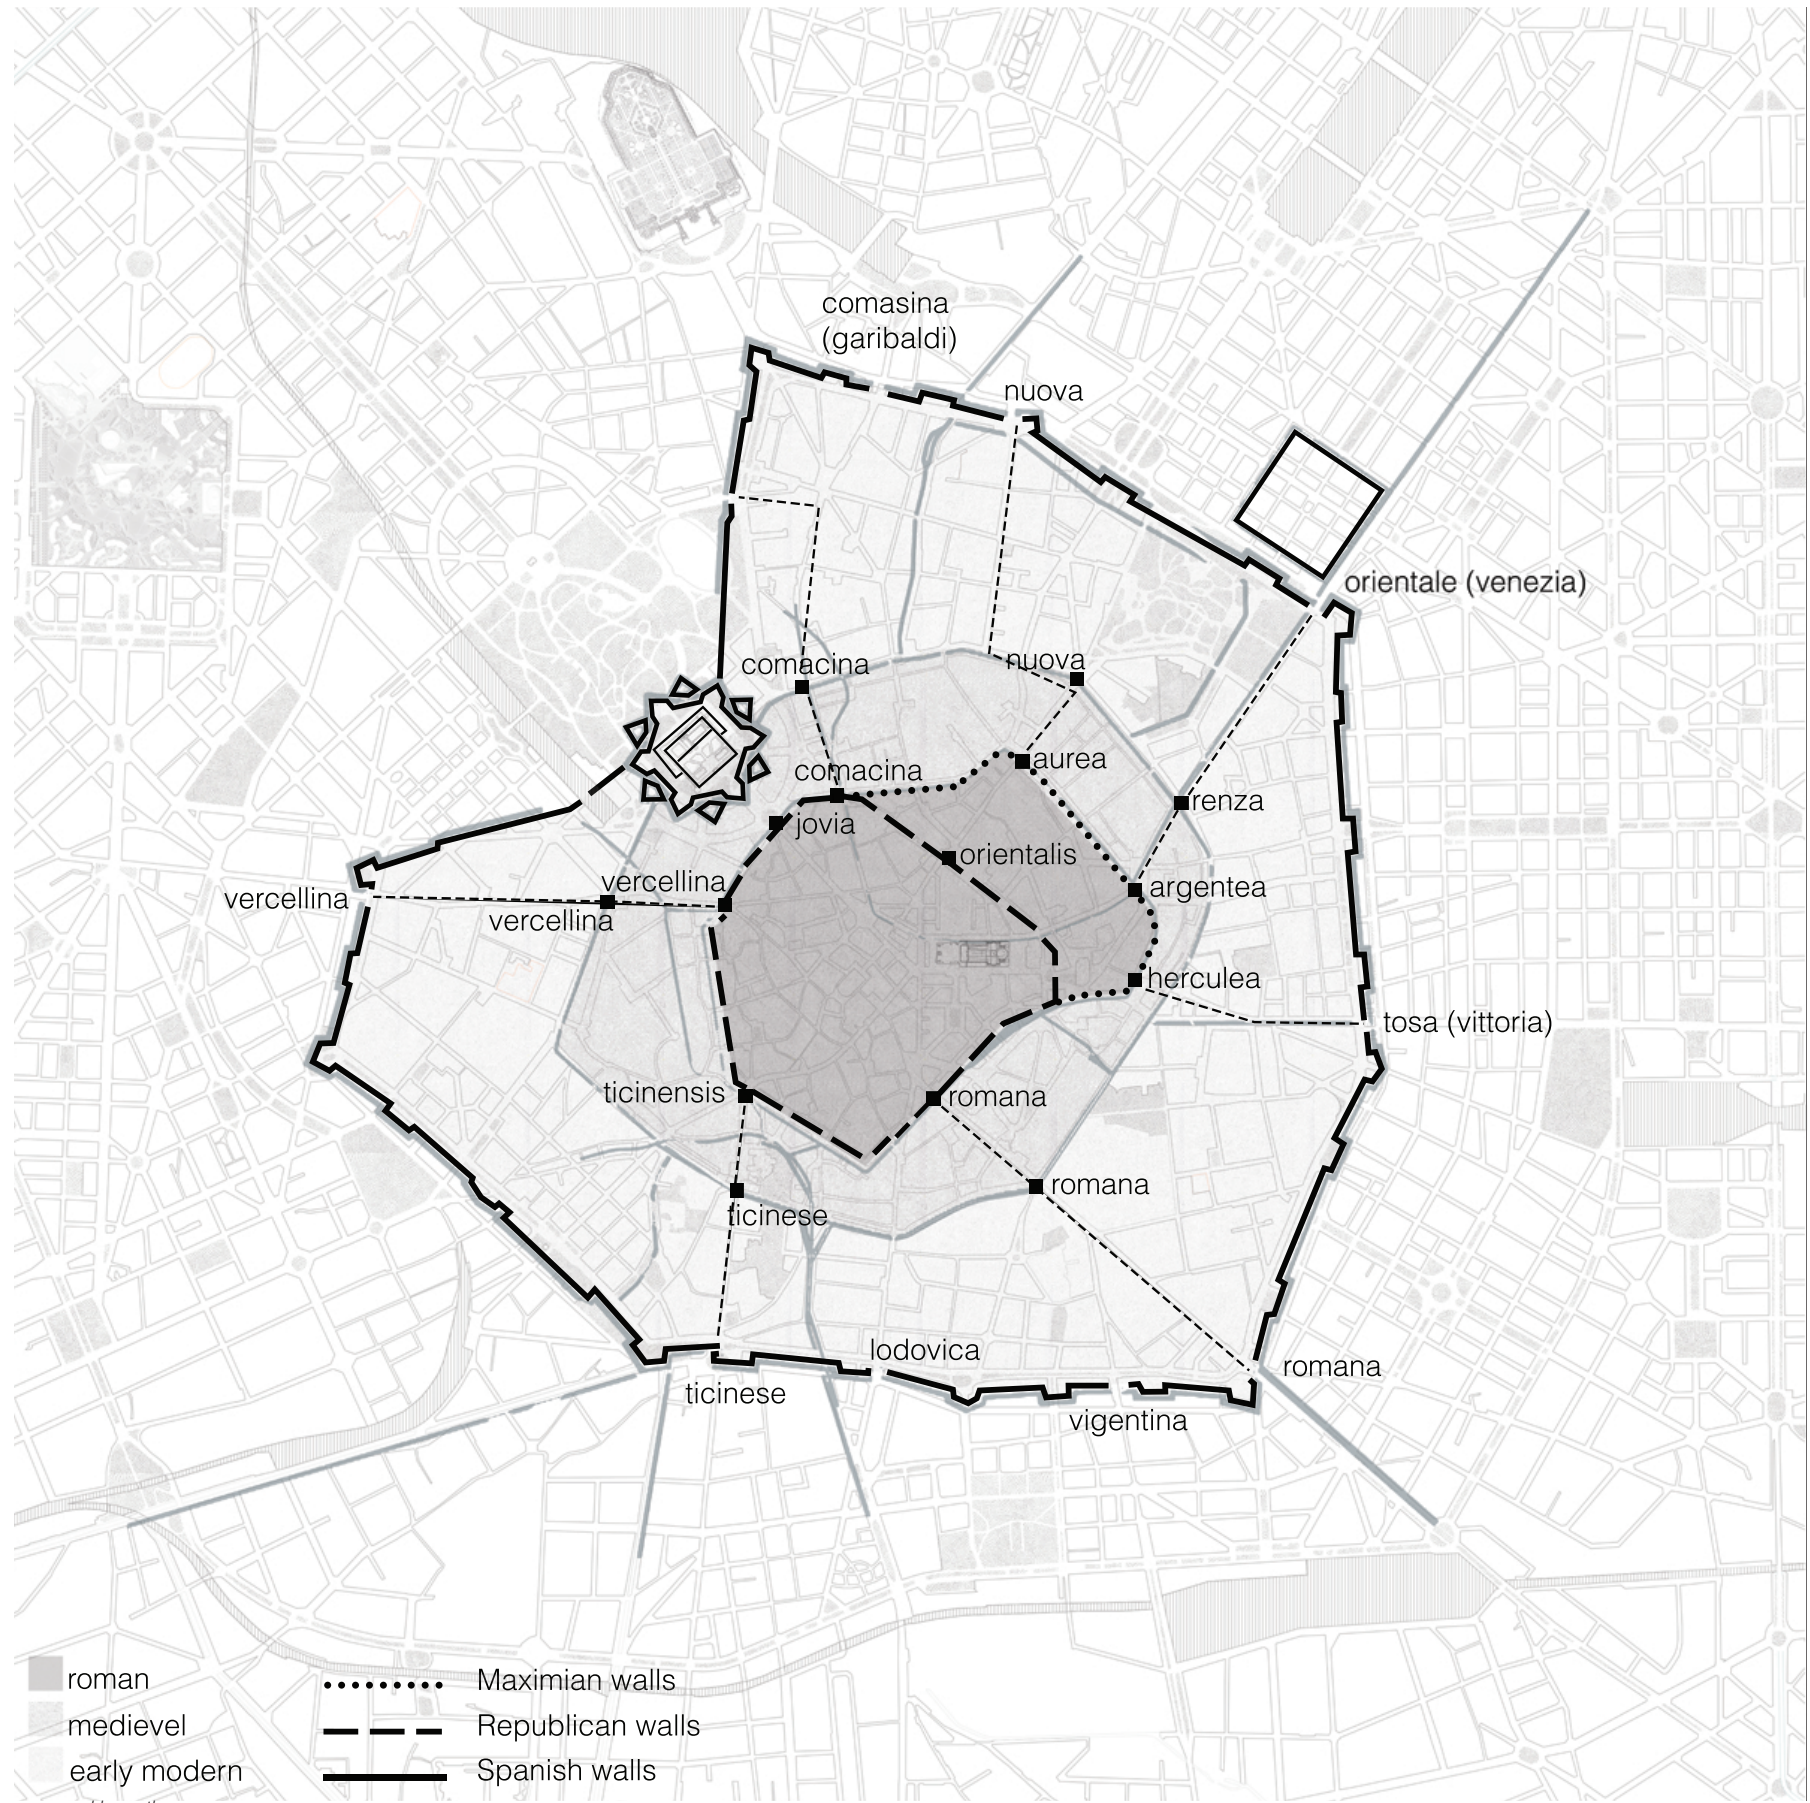 comasina
(garibaldi)
nuova
orientale (venezia)
comacina
nuova
aurea
comacina
renza
jovia
orientalis
vercellina
argentea
vercellina
vercellina
herculea
tosa (vittoria)
ticinensis
romana
romana
ticinese
lodovica
romana
ticinese
vigentina
roman
Maximian walls
medievel
Republican walls
early modern
Spanish walls